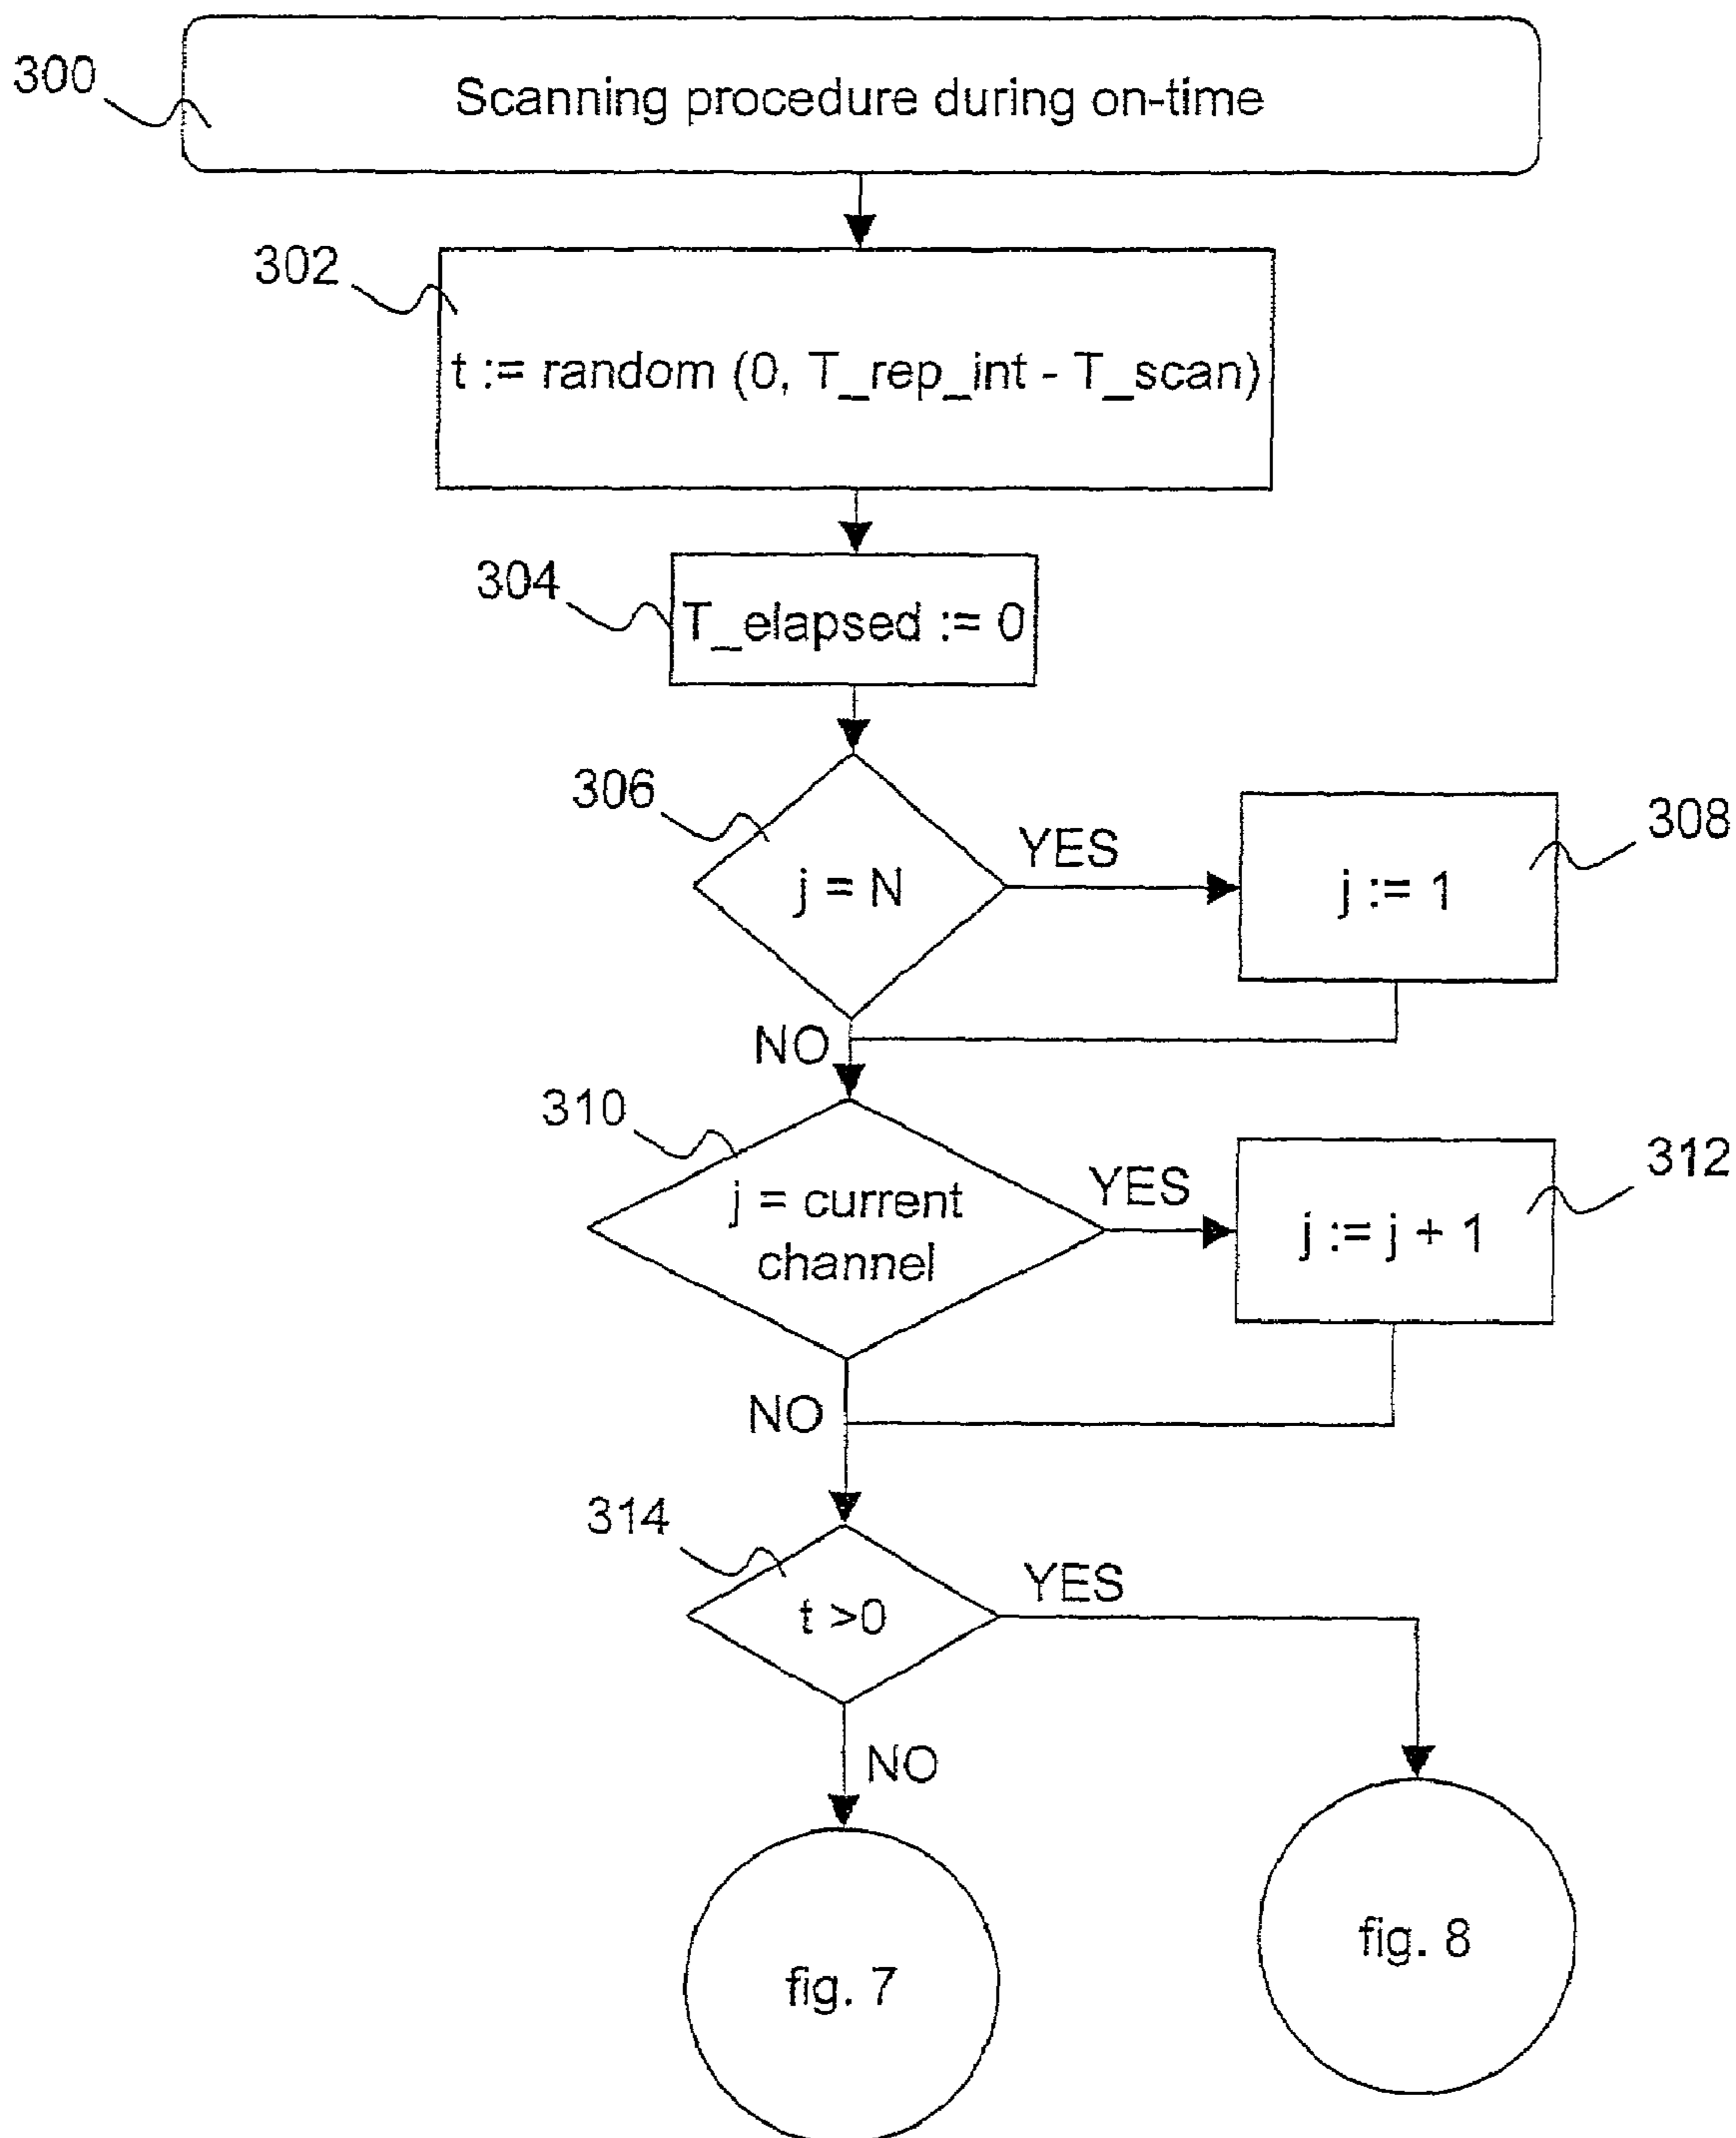 300
Scanning procedure during on-time
302
t := random (0, T_rep_int - T_scan)
304
T_elapsed := 0
306
j = N
YES
308
j := 1
NO
310
j = current
channel
YES
312
j := j + 1
NO
314
t >0
YES
NO
fig. 7
fig. 8